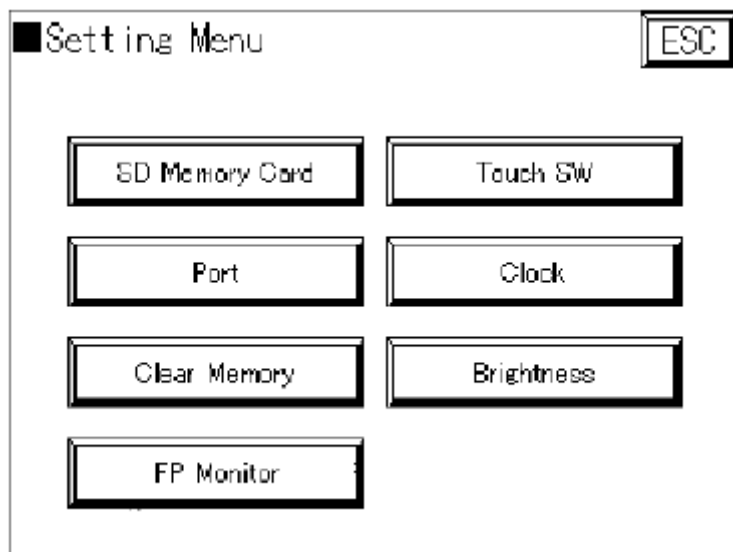 ■Setting Menu ESC
SD Memory Card Touch SW
Port Clock
Clear Memory Brightness
FP Monitor